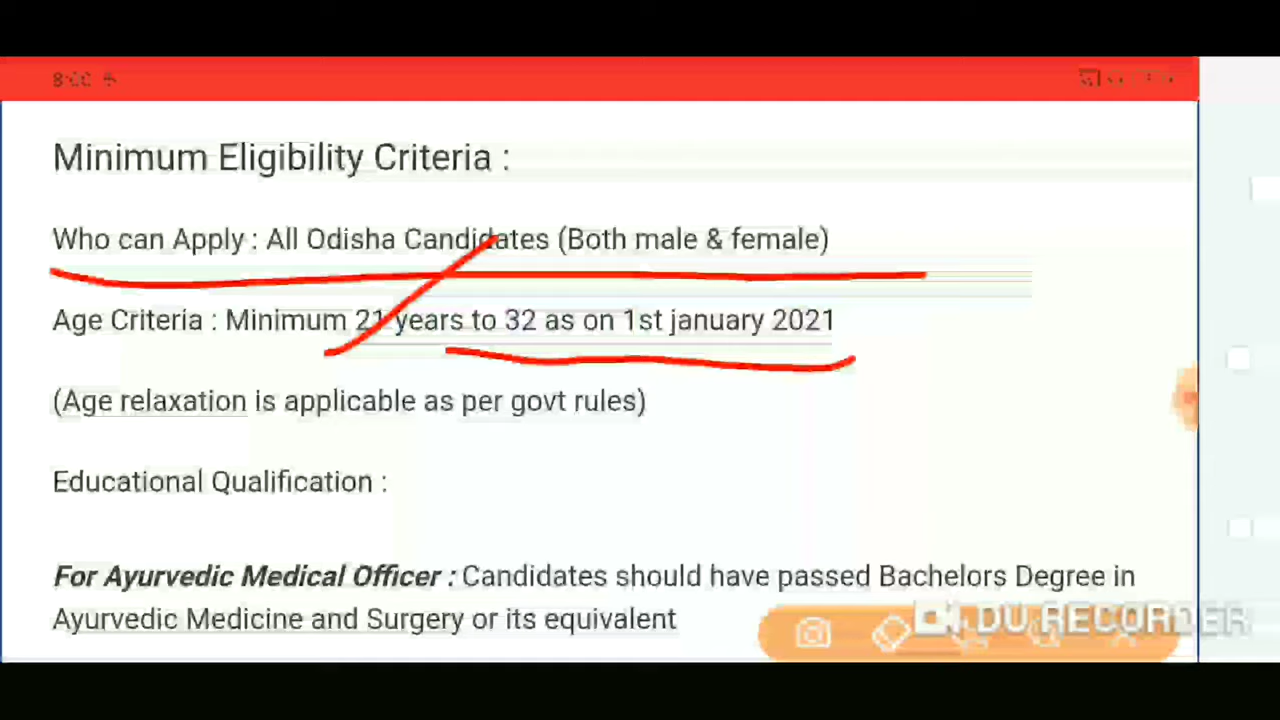 8:00
Minimum Eligibility Criteria :
Who can Apply : All Odisha Candidates (Both male & female)
Age Criteria : Minimum 21 years to 32 as on 1st january 2021
(Age relaxation is applicable as per govt rules)
Educational Qualification :
For Ayurvedic Medical Officer : Candidates should have passed Bachelors Degree in
Ayurvedic Medicine and Surgery or its equivalent
DU RECORDER